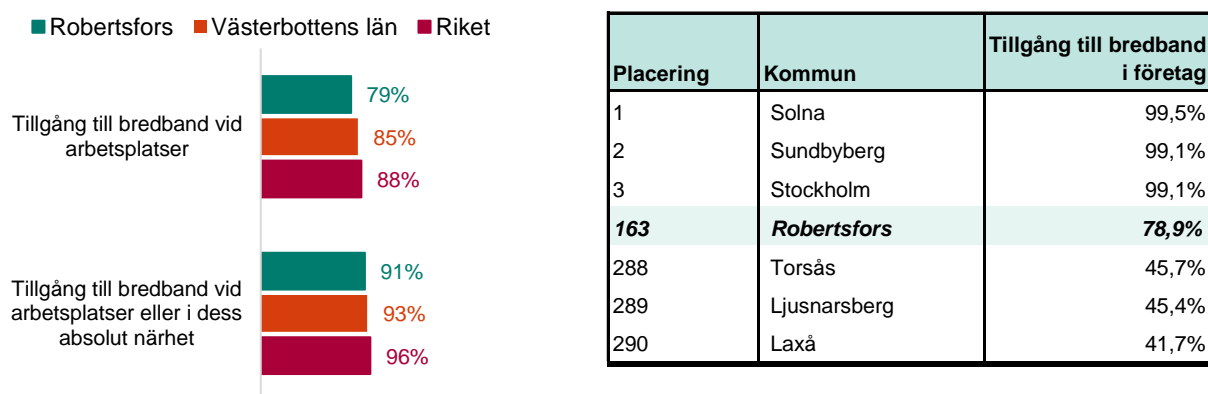 Robertsfors Västerbottens län Riket
Tillgång till bredband vid
arbetsplatser
79%
85%
88%
Tillgång till bredband vid
arbetsplatser eller i dess
absolut närhet
91%
93%
96%
Placering Kommun Tillgång till bredband
i företag
1 Solna 99,5%
2 Sundbyberg 99,1%
3 Stockholm 99,1%
163 Robertsfors 78,9%
288 Torsås 45,7%
289 Ljusnarsberg 45,4%
290 Laxå 41,7%